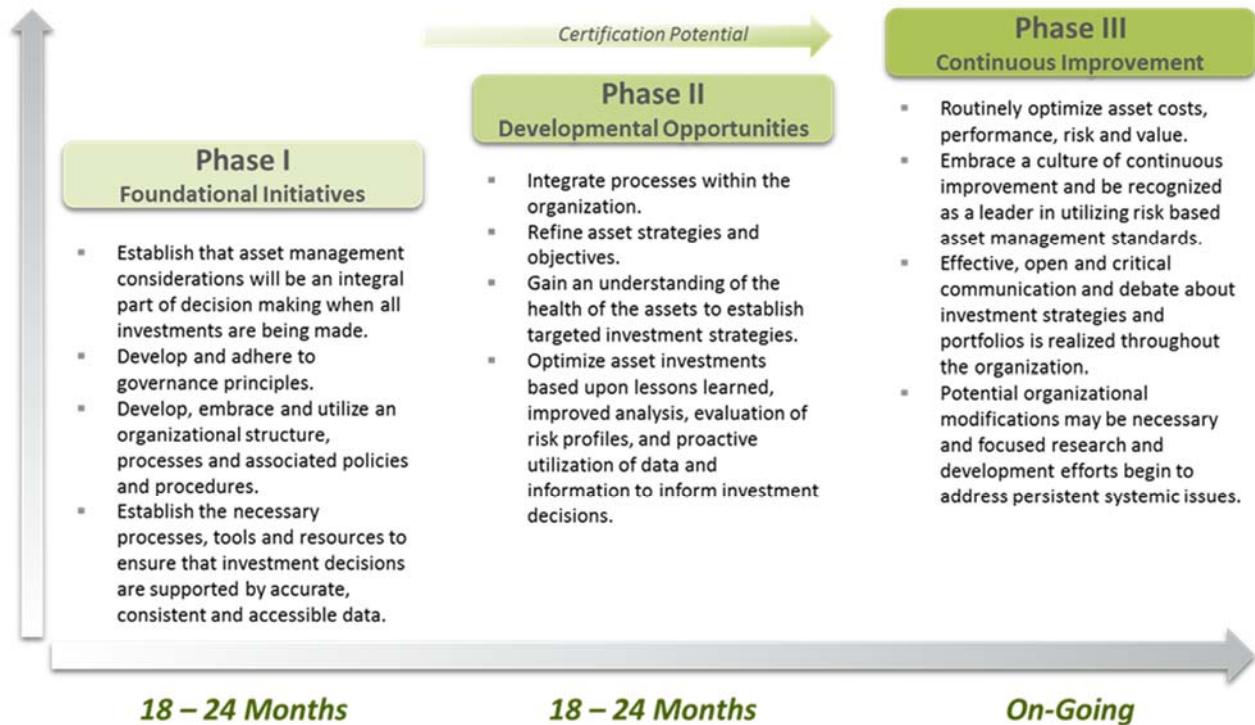 Certification Potential
Phase I
Foundational Initiatives
▪ Establish that asset management
considerations will be an integral
part of decision making when all
investments are being made.
▪ Develop and adhere to
governance principles.
▪ Develop, embrace and utilize an
organizational structure,
processes and associated policies
and procedures.
▪ Establish the necessary
processes, tools and resources to
ensure that investment decisions
are supported by accurate,
consistent and accessible data.
Phase II
Developmental Opportunities
▪ Integrate processes within the
organization.
▪ Refine asset strategies and
objectives.
▪ Gain an understanding of the
health of the assets to establish
targeted investment strategies.
▪ Optimize asset investments
based upon lessons learned,
improved analysis, evaluation of
risk profiles, and proactive
utilization of data and
information to inform investment
decisions.
Phase III
Continuous Improvement
▪ Routinely optimize asset costs,
performance, risk and value.
▪ Embrace a culture of continuous
improvement and be recognized
as a leader in utilizing risk based
asset management standards.
▪ Effective, open and critical
communication and debate about
investment strategies and
portfolios is realized throughout
the organization.
▪ Potential organizational
modifications may be necessary
and focused research and
development efforts begin to
address persistent systemic issues.
18 – 24 Months
18 – 24 Months
On-Going